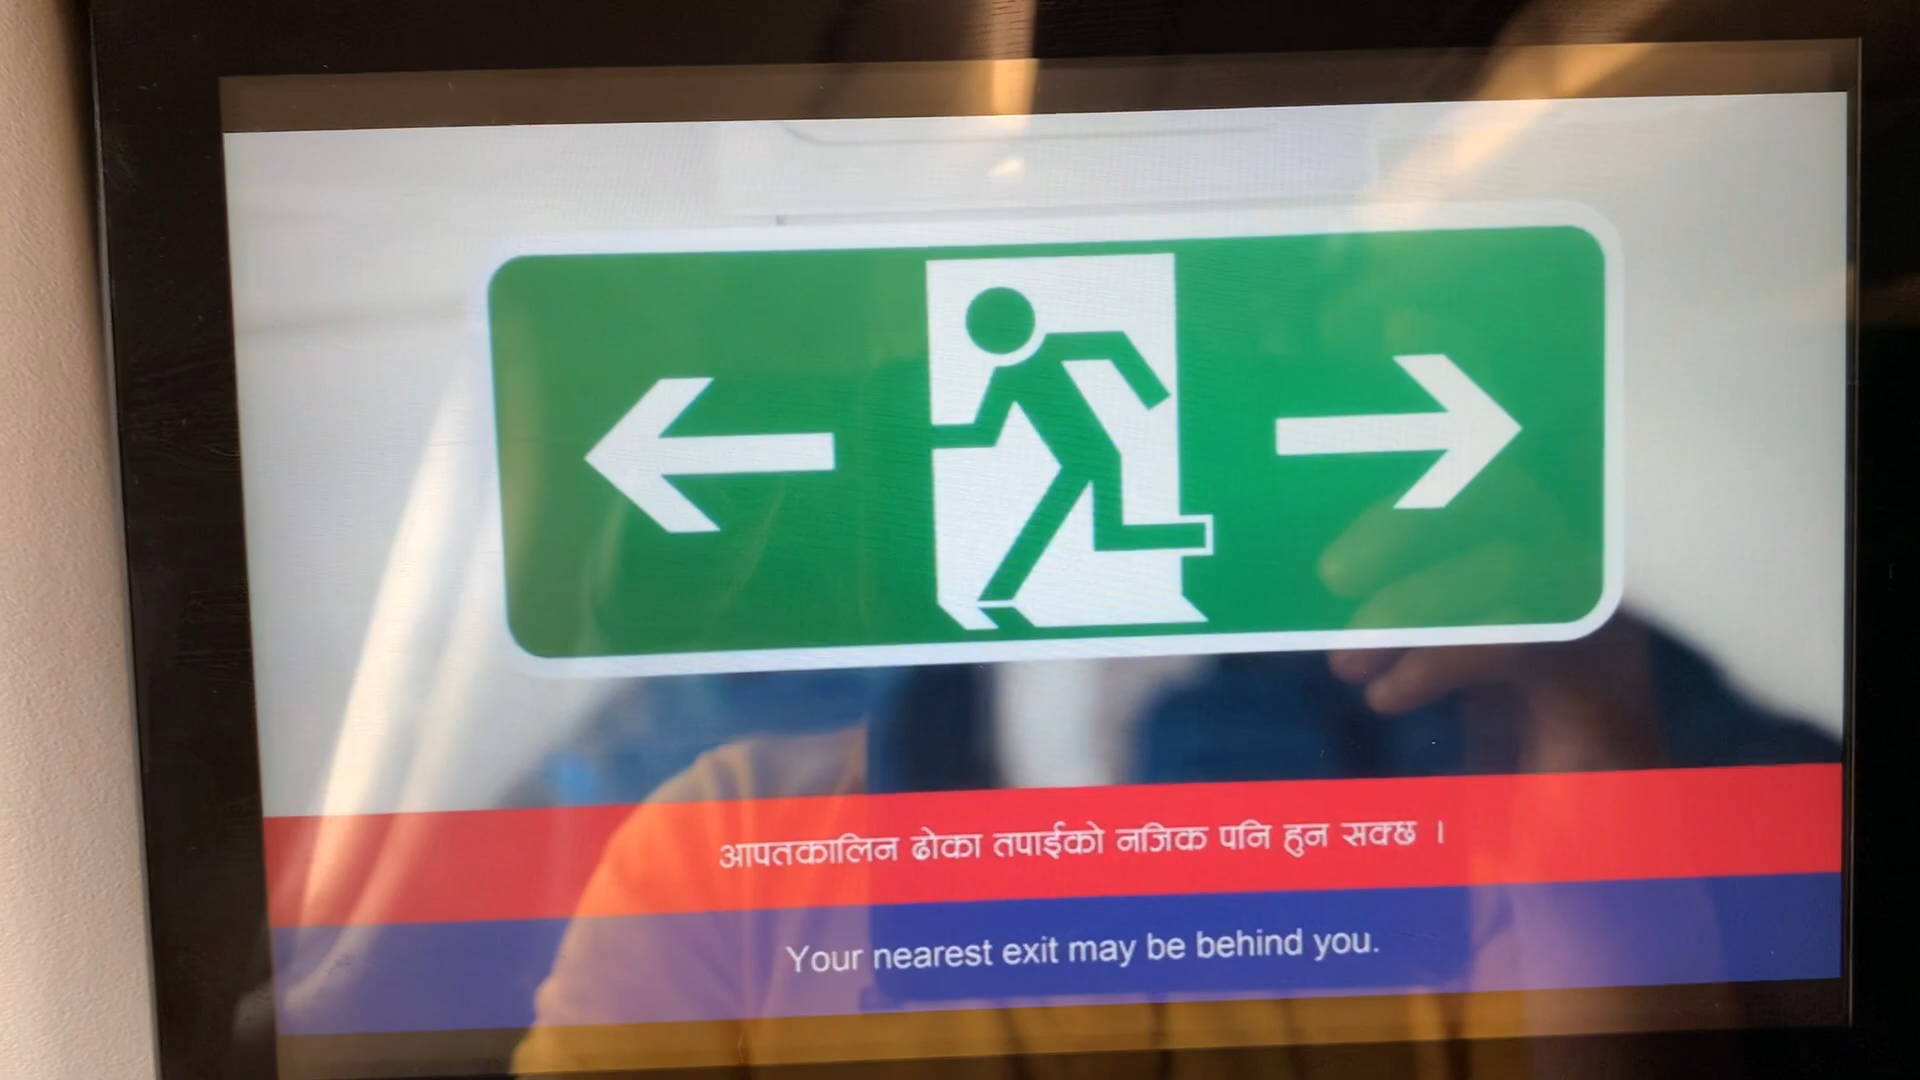 आपतकालिन ढोका तपाईको नजिक पनि हुन सक्छ ।
Your nearest exit may be behind you.